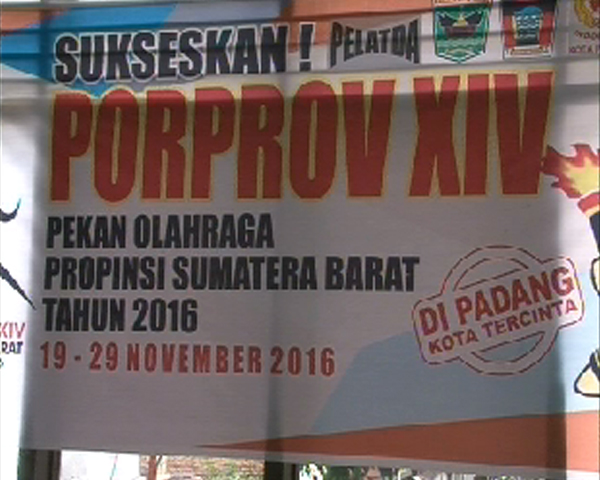 SUKSESKAN ! PELATDA
PORPROV XIV
PEKAN OLAHRAGA
PROPINSI SUMATERA BARAT
TAHUN 2016
19 - 29 NOVEMBER 2016
DI PADANG
KOTA TERCINTA
XIV